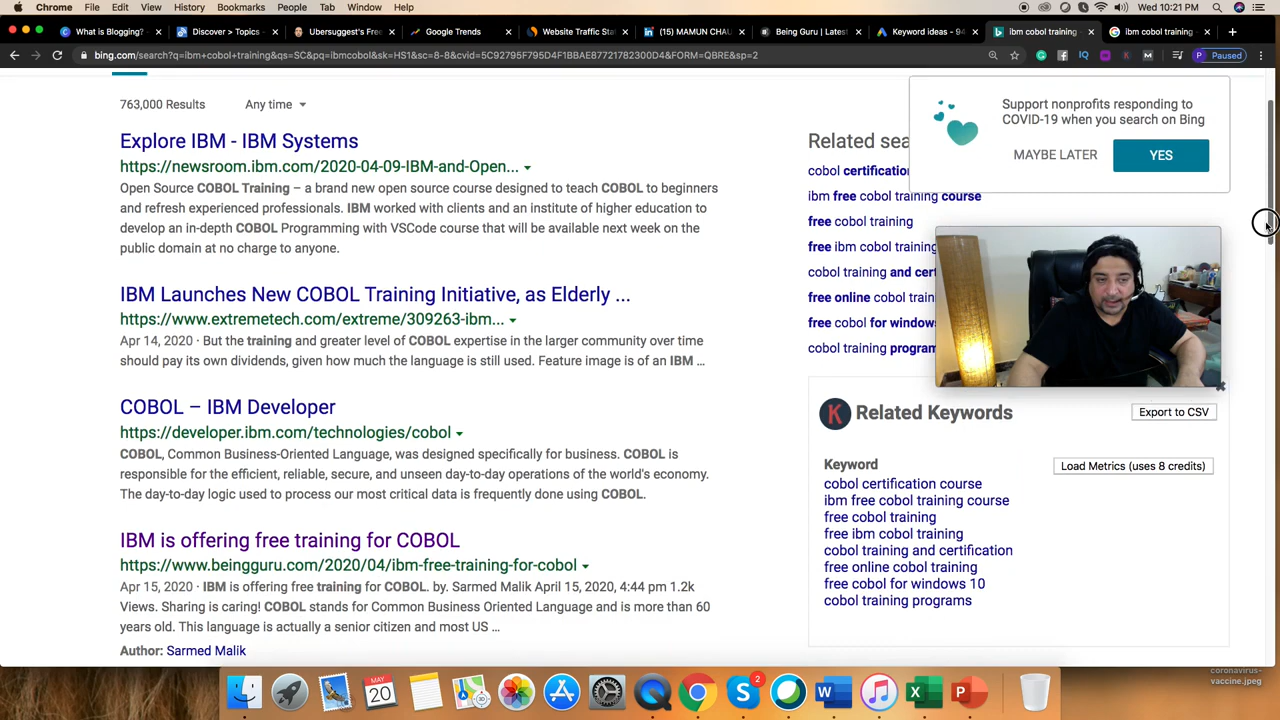 Chrome File Edit View History Bookmarks People Tab Window Help
Wed 10:21 PM
What is Blogging? -
Discover > Topics -
Ubersuggest's Free
Google Trends
Website Traffic Sta
(15) MAMUN CHAU
Being Guru | Latest
Keyword ideas - 94
ibm cobol training -
ibm cobol training -
bing.com/search?q=ibm+cobol+training&qs=SC&pq=ibmcobol&sk=HS1&sc=8-8&cvid=5C92795F795D4F1BBAE87721782300D4&FORM=QBRE&sp=2
Paused
763,000 Results
Any time
Explore IBM - IBM Systems
https://newsroom.ibm.com/2020-04-09-IBM-and-Open...
Open Source COBOL Training – a brand new open source course designed to teach COBOL to beginners
and refresh experienced professionals. IBM worked with clients and an institute of higher education to
develop an in-depth COBOL Programming with VSCode course that will be available next week on the
public domain at no charge to anyone.
IBM Launches New COBOL Training Initiative, as Elderly ...
https://www.extremetech.com/extreme/309263-ibm...
Apr 14, 2020 · But the training and greater level of COBOL expertise in the larger community over time
should pay its own dividends, given how much the language is still used. Feature image is of an IBM ...
COBOL – IBM Developer
https://developer.ibm.com/technologies/cobol
COBOL, Common Business-Oriented Language, was designed specifically for business. COBOL is
responsible for the efficient, reliable, secure, and unseen day-to-day operations of the world's economy.
The day-to-day logic used to process our most critical data is frequently done using COBOL.
IBM is offering free training for COBOL
https://www.beingguru.com/2020/04/ibm-free-training-for-cobol
Apr 15, 2020 · IBM is offering free training for COBOL. by. Sarmed Malik April 15, 2020, 4:44 pm 1.2k
Views. Sharing is caring! COBOL stands for Common Business Oriented Language and is more than 60
years old. This language is actually a senior citizen and most US ...
Author: Sarmed Malik
Support nonprofits responding to
COVID-19 when you search on Bing
MAYBE LATER
YES
Related sea
cobol certificatio
ibm free cobol training course
free cobol training
free ibm cobol training
cobol training and cert
free online cobol train
free cobol for windows
cobol training program
K Related Keywords
Export to CSV
Keyword
Load Metrics (uses 8 credits)
cobol certification course
ibm free cobol training course
free cobol training
free ibm cobol training
cobol training and certification
free online cobol training
free cobol for windows 10
cobol training programs
coronavirus-
vaccine.jpeg
MAY
20
2
W
X
P